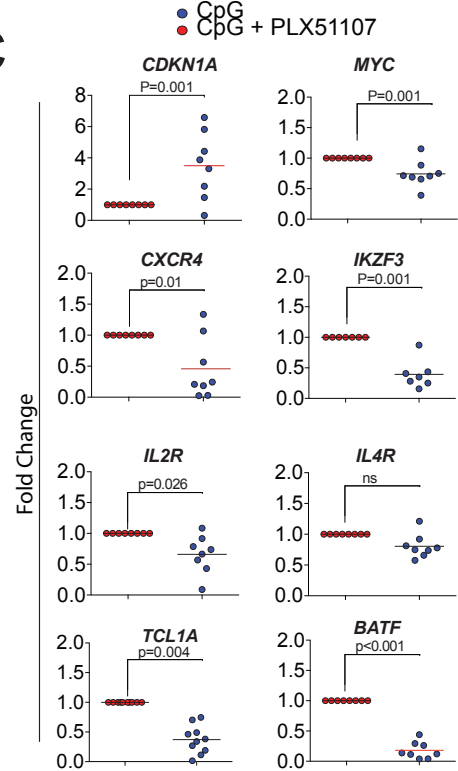 C
CpG
CpG + PLX51107
CDKN1A
P=0.001
8
6
4
2
0
MYC
P=0.001
2.0
1.5
1.0
0.5
0.0
CXCR4
p=0.01
2.0
1.5
1.0
0.5
0.0
IKZF3
P=0.001
2.0
1.5
1.0
0.5
0.0
Fold Change
IL2R
p=0.026
2.0
1.5
1.0
0.5
0.0
IL4R
ns
2.0
1.5
1.0
0.5
0.0
TCL1A
p=0.004
2.0
1.5
1.0
0.5
0.0
BATF
p<0.001
2.0
1.5
1.0
0.5
0.0